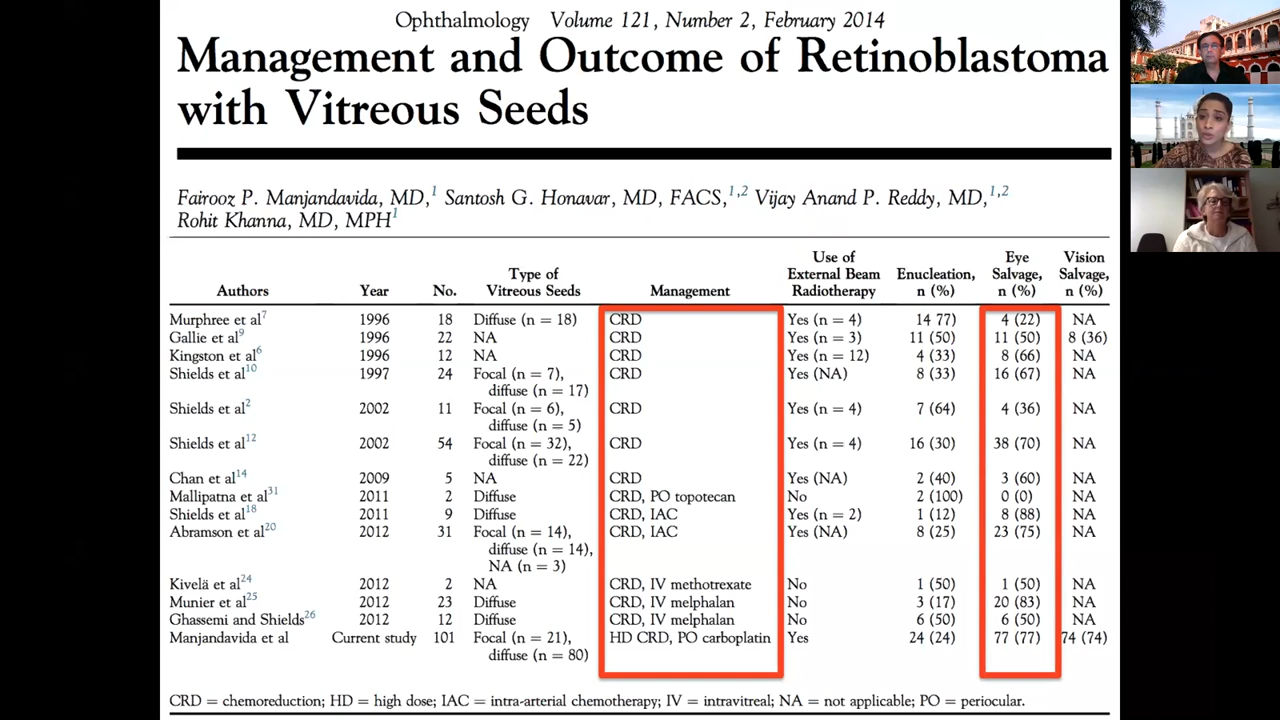 Ophthalmology Volume 121, Number 2, February 2014
Management and Outcome of Retinoblastoma
with Vitreous Seeds
Fairooz P. Manjandavida, MD,1 Santosh G. Honavar, MD, FACS,1,2 Vijay Anand P. Reddy, MD,1,2
Rohit Khanna, MD, MPH1
Authors Year No. Type of Vitreous Seeds Management Use of External Beam Radiotherapy Enucleation, n (%) Eye Salvage, n (%) Vision Salvage, n (%)
Murphree et al7 1996 18 Diffuse (n = 18) CRD Yes (n = 4) 14 77) 4 (22) NA
Gallie et al9 1996 22 NA CRD Yes (n = 3) 11 (50) 11 (50) 8 (36)
Kingston et al6 1996 12 NA CRD Yes (n = 12) 4 (33) 8 (66) NA
Shields et al10 1997 24 Focal (n = 7), CRD Yes (NA) 8 (33) 16 (67) NA
diffuse (n = 17)
Shields et al2 2002 11 Focal (n = 6), CRD Yes (n = 4) 7 (64) 4 (36) NA
diffuse (n = 5)
Shields et al12 2002 54 Focal (n = 32), CRD Yes (n = 4) 16 (30) 38 (70) NA
diffuse (n = 22)
Chan et al14 2009 5 NA CRD Yes (NA) 2 (40) 3 (60) NA
Mallipatna et al31 2011 2 Diffuse CRD, PO topotecan No 2 (100) 0 (0) NA
Shields et al18 2011 9 Diffuse CRD, IAC Yes (n = 2) 1 (12) 8 (88) NA
Abramson et al20 2012 31 Focal (n = 14), CRD, IAC Yes (NA) 8 (25) 23 (75) NA
diffuse (n = 14),
NA (n = 3)
Kivelä et al24 2012 2 NA CRD, IV methotrexate No 1 (50) 1 (50) NA
Munier et al25 2012 23 Diffuse CRD, IV melphalan No 3 (17) 20 (83) NA
Ghassemi and Shields26 2012 12 Diffuse CRD, IV melphalan No 6 (50) 6 (50) NA
Manjandavida et al Current study 101 Focal (n = 21), HD CRD, PO carboplatin Yes 24 (24) 77 (77) 74 (74)
diffuse (n = 80)
CRD = chemoreduction; HD = high dose; IAC = intra-arterial chemotherapy; IV = intravitreal; NA = not applicable; PO = periocular.